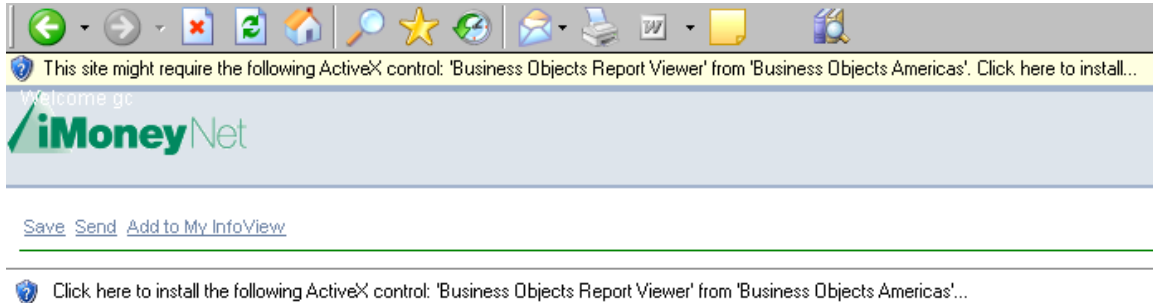 This site might require the following ActiveX control: 'Business Objects Report Viewer' from 'Business Objects Americas'. Click here to install...
Welcome gc
iMoneyNet
Save Send Add to My InfoView
Click here to install the following ActiveX control: 'Business Objects Report Viewer' from 'Business Objects Americas'...